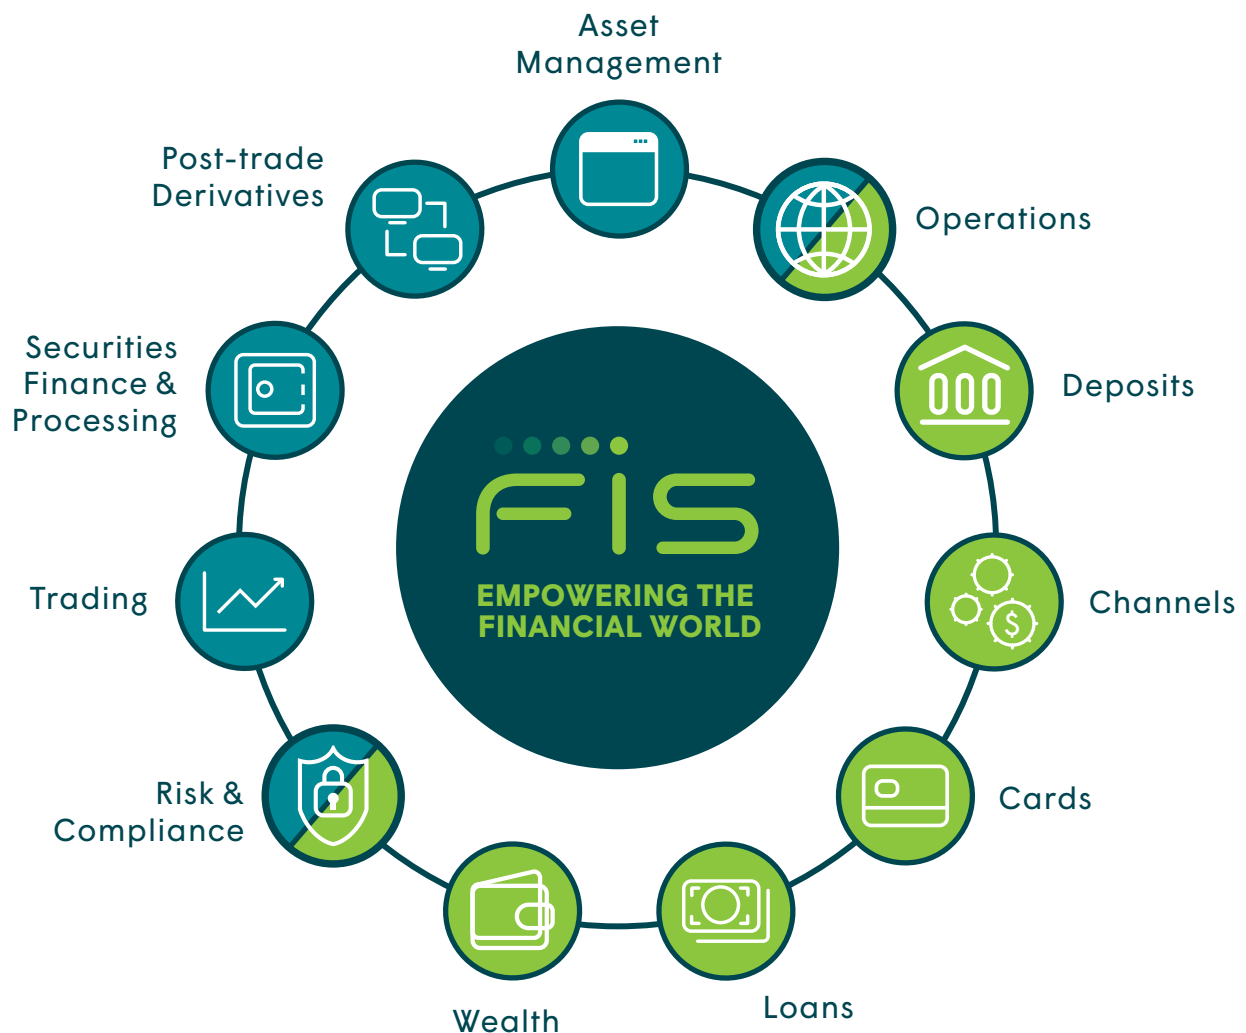 Asset
Management
Post-trade
Derivatives
Operations
Securities
Finance &
Processing
Deposits
FIS
EMPOWERING THE
FINANCIAL WORLD
Trading
Channels
$
Risk &
Compliance
Cards
Wealth
Loans